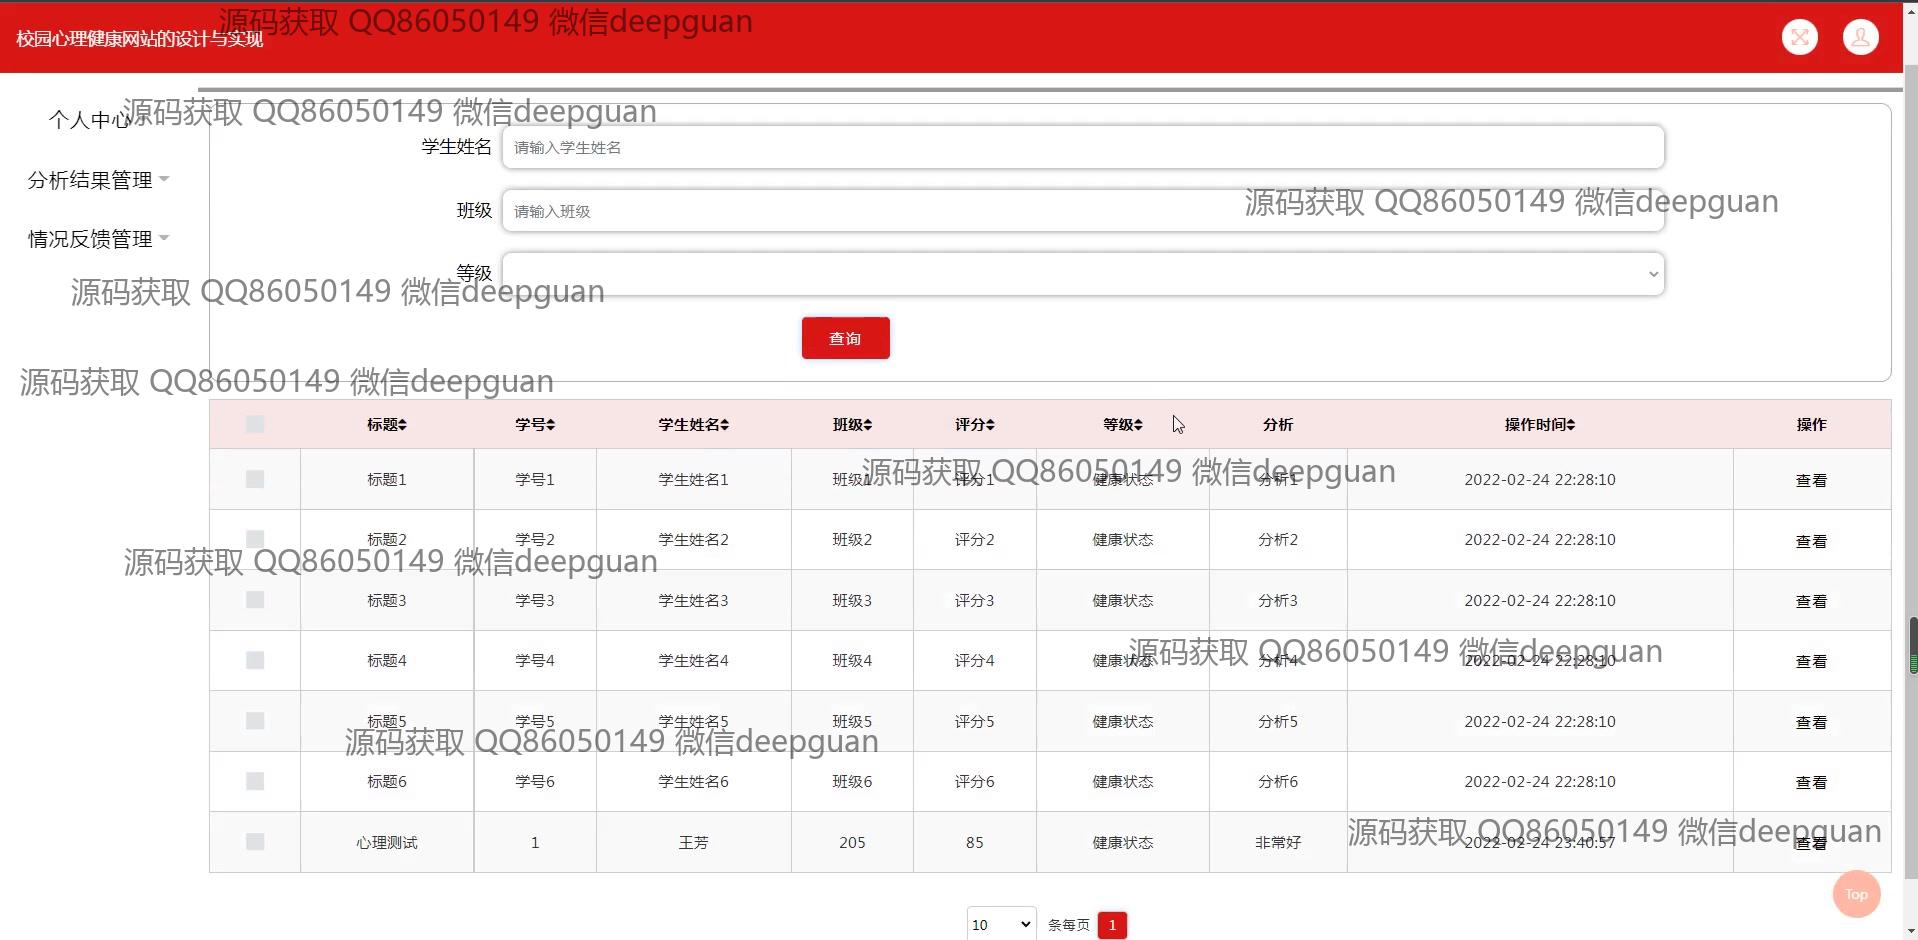 源码获取 QQ86050149 微信deepguan
校园心理健康网站的设计与实现
个人中心
源码获取 QQ86050149 微信deepguan
学生姓名 请输入学生姓名
分析结果管理
源码获取 QQ86050149 微信deepguan
班级 请输入班级
情况反馈管理
等级
源码获取 QQ86050149 微信deepguan
查询
源码获取 QQ86050149 微信deepguan
标题 学号 学生姓名 班级 评分 等级 分析 操作时间 操作
源码获取 QQ86050149 微信deepguan
标题1 学号1 学生姓名1 班级1 评分1 健康状态 分析1 2022-02-24 22:28:10 查看
标题2 学号2 学生姓名2 班级2 评分2 健康状态 分析2 2022-02-24 22:28:10 查看
源码获取 QQ86050149 微信deepguan
标题3 学号3 学生姓名3 班级3 评分3 健康状态 分析3 2022-02-24 22:28:10 查看
源码获取 QQ86050149 微信deepguan
标题4 学号4 学生姓名4 班级4 评分4 健康状态 分析4 2022-02-24 22:28:10 查看
标题5 学号5 学生姓名5 班级5 评分5 健康状态 分析5 2022-02-24 22:28:10 查看
源码获取 QQ86050149 微信deepguan
标题6 学号6 学生姓名6 班级6 评分6 健康状态 分析6 2022-02-24 22:28:10 查看
源码获取 QQ86050149 微信deepguan
心理测试 1 王芳 205 85 健康状态 非常好 2022-02-24 23:40:57 查看
Top
10 条每页 1